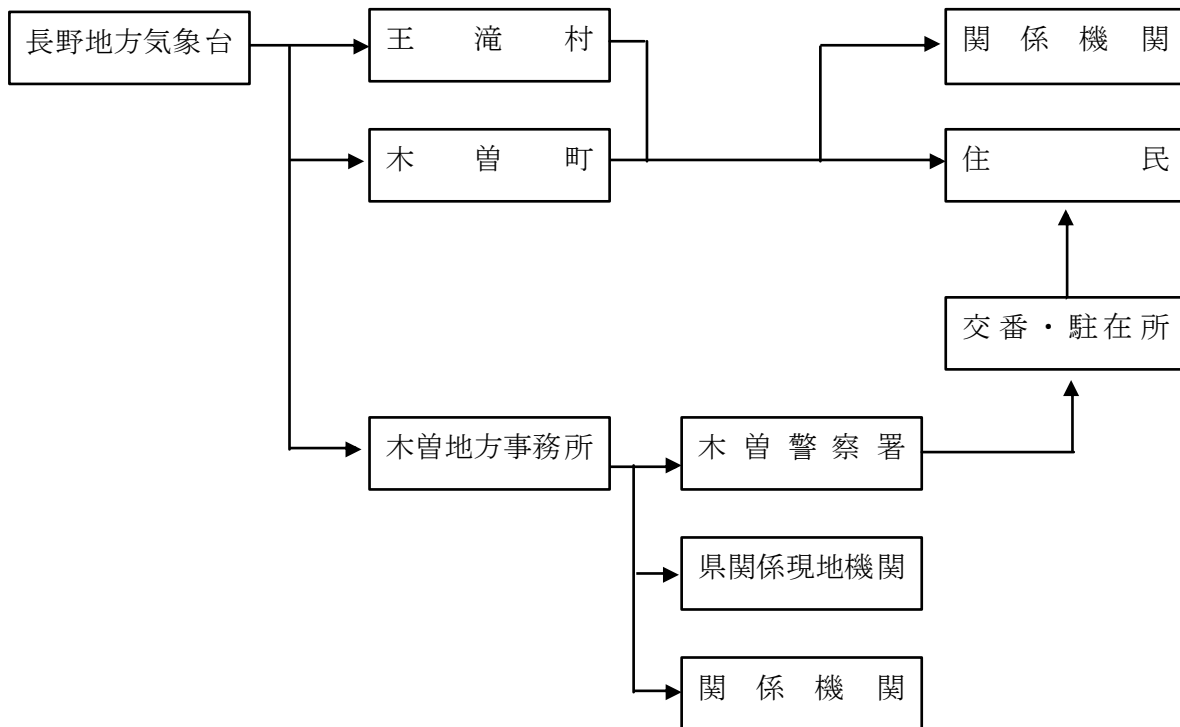 長野地方気象台
王滝村
関係機関
木曽町
住民
交番・駐在所
木曽地方事務所
木曽警察署
県関係現地機関
関係機関